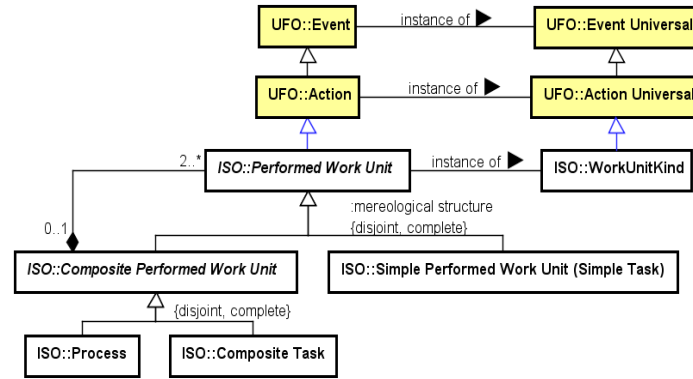 UFO::Event
instance of
UFO::Event Universal
UFO::Action
instance of
UFO::Action Universal
2..*
ISO::Performed Work Unit
instance of
ISO::WorkUnitKind
:mereological structure
{disjoint, complete}
0..1
ISO::Composite Performed Work Unit
ISO::Simple Performed Work Unit (Simple Task)
{disjoint, complete}
ISO::Process
ISO::Composite Task